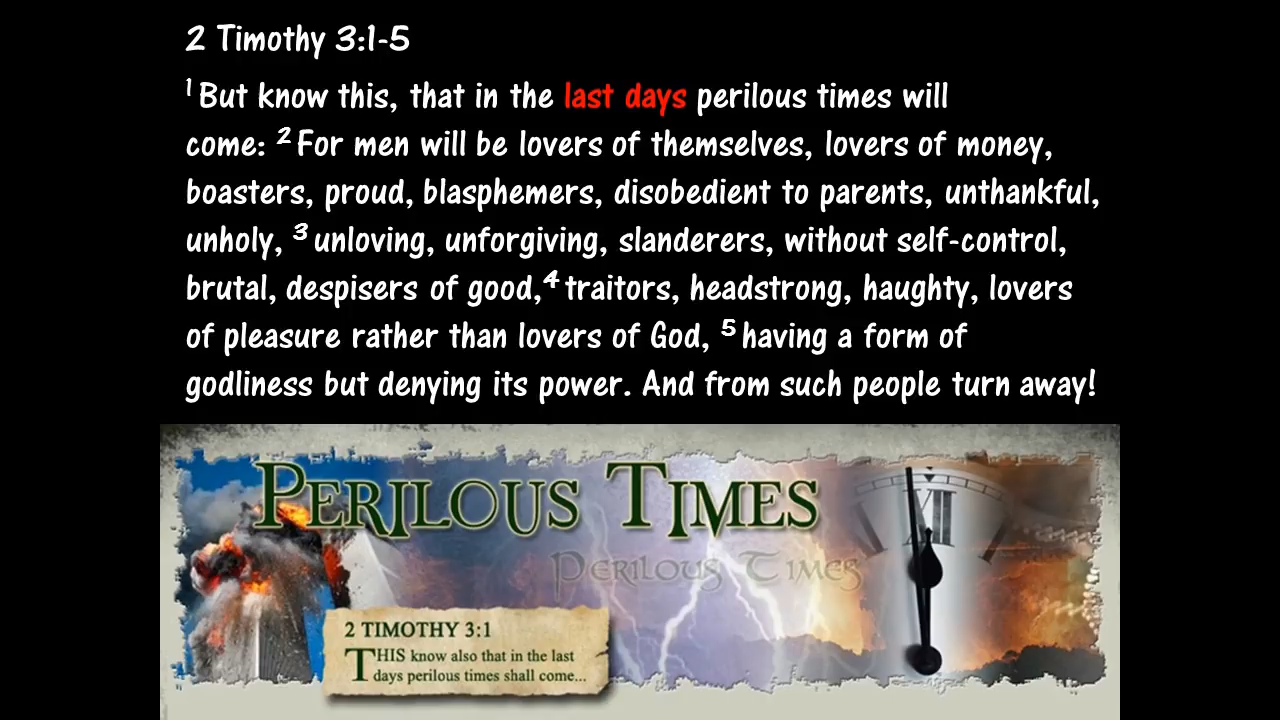 2 Timothy 3:1-5
1 But know this, that in the last days perilous times will
come: 2 For men will be lovers of themselves, lovers of money,
boasters, proud, blasphemers, disobedient to parents, unthankful,
unholy, 3 unloving, unforgiving, slanderers, without self-control,
brutal, despisers of good,4 traitors, headstrong, haughty, lovers
of pleasure rather than lovers of God, 5 having a form of
godliness but denying its power. And from such people turn away!
PERILOUS TIMES
PERILOUS TIMES
XII
2 TIMOTHY 3:1
THIS know also that in the last
days perilous times shall come...